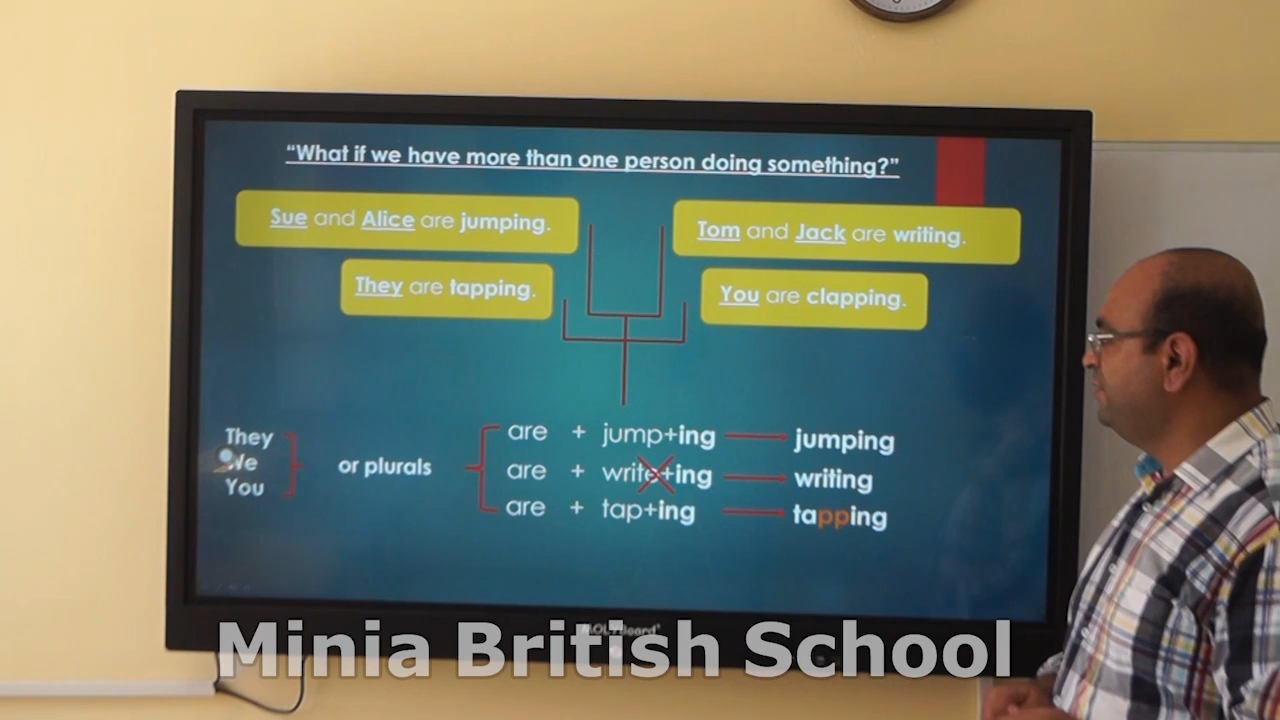 “What if we have more than one person doing something?”
Sue and Alice are jumping.
Tom and Jack are writing.
They are tapping.
You are clapping.
They
We
You
or plurals
are + jump+ing jumping
are + write+ing writing
are + tap+ing tapping
Minia British School